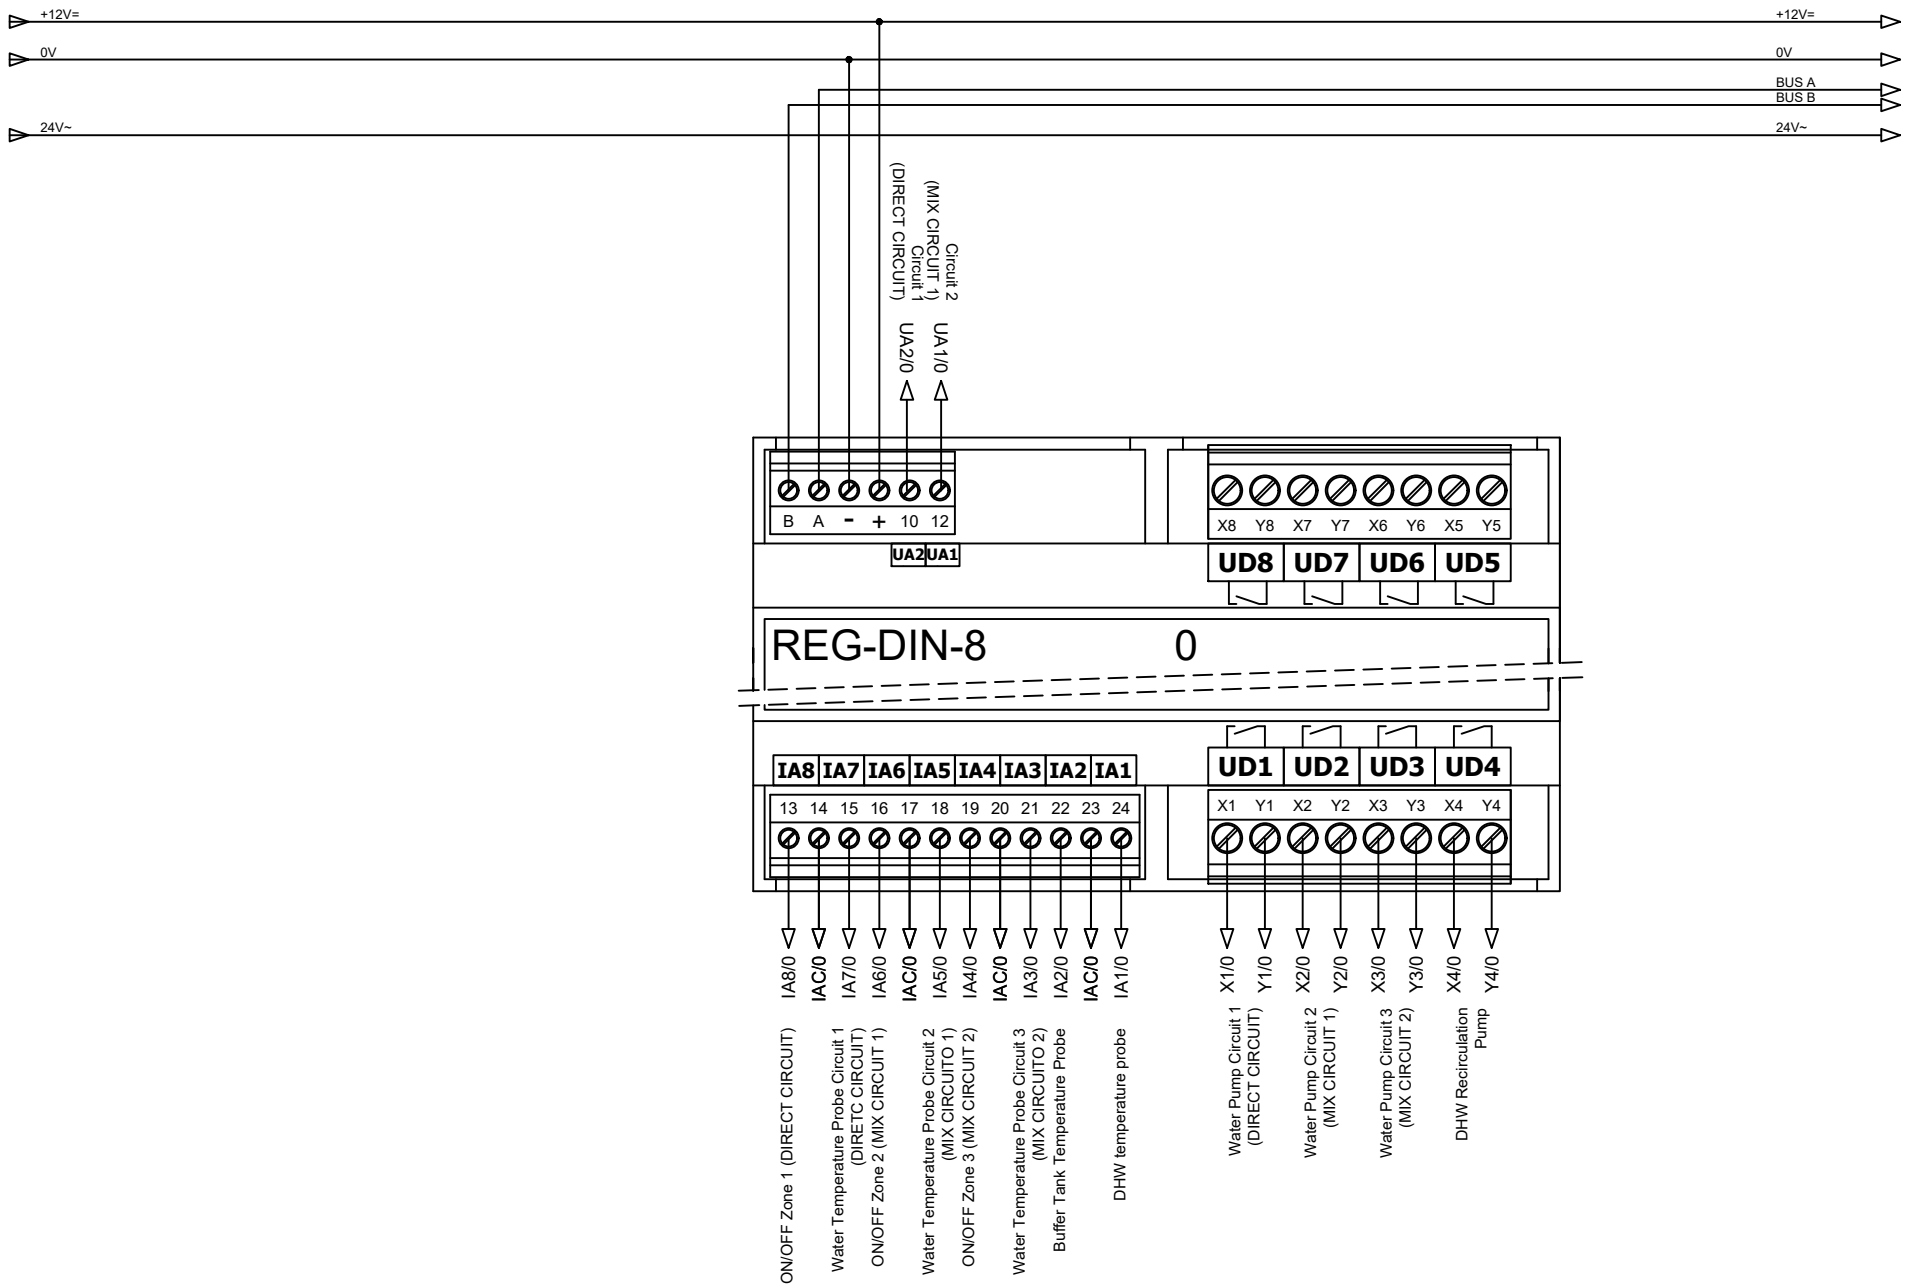 +12V= +12V=
0V 0V
BUS A
BUS B
24V~ 24V~
Circuit 2
(MIX CIRCUIT 1)
Circuit 1
(DIRECT CIRCUIT)
UA2/0 UA1/0
B A - + 10 12
X8 Y8 X7 Y7 X6 Y6 X5 Y5
UA2 UA1
UD8 UD7 UD6 UD5
REG-DIN-8 0
IA8 IA7 IA6 IA5 IA4 IA3 IA2 IA1
UD1 UD2 UD3 UD4
13 14 15 16 17 18 19 20 21 22 23 24
X1 Y1 X2 Y2 X3 Y3 X4 Y4
IA8/0
IAC/0
IA7/0
IA6/0
IAC/0
IA5/0
IA4/0
IAC/0
IA3/0
IA2/0
IAC/0
IA1/0
X1/0
Y1/0
X2/0
Y2/0
X3/0
Y3/0
X4/0
Y4/0
ON/OFF Zone 1 (DIRECT CIRCUIT)
Water Temperature Probe Circuit 1
(DIRETC CIRCUIT)
ON/OFF Zone 2 (MIX CIRCUIT 1)
Water Temperature Probe Circuit 2
(MIX CIRCUITO 1)
ON/OFF Zone 3 (MIX CIRCUIT 2)
Water Temperature Probe Circuit 3
(MIX CIRCUITO 2)
Buffer Tank Temperature Probe
DHW temperature probe
Water Pump Circuit 1
(DIRECT CIRCUIT)
Water Pump Circuit 2
(MIX CIRCUIT 1)
Water Pump Circuit 3
(MIX CIRCUIT 2)
DHW Recirculation
Pump